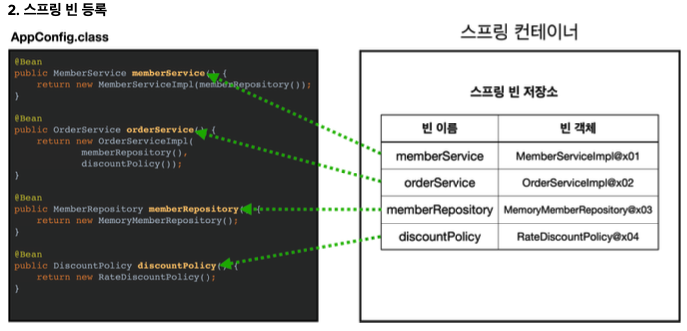 2. 스프링 빈 등록
AppConfig.class
@Bean
public MemberService memberService() {
return new MemberServiceImpl(memberRepository());
}
@Bean
public OrderService orderService() {
return new OrderServiceImpl(
memberRepository(),
discountPolicy());
}
@Bean
public MemberRepository memberRepository() {
return new MemoryMemberRepository();
}
@Bean
public DiscountPolicy discountPolicy() {
return new RateDiscountPolicy();
}
스프링 컨테이너
스프링 빈 저장소
빈 이름 빈 객체
memberService MemberServiceImpl@x01
orderService OrderServiceImpl@x02
memberRepository MemoryMemberRepository@x03
discountPolicy RateDiscountPolicy@x04